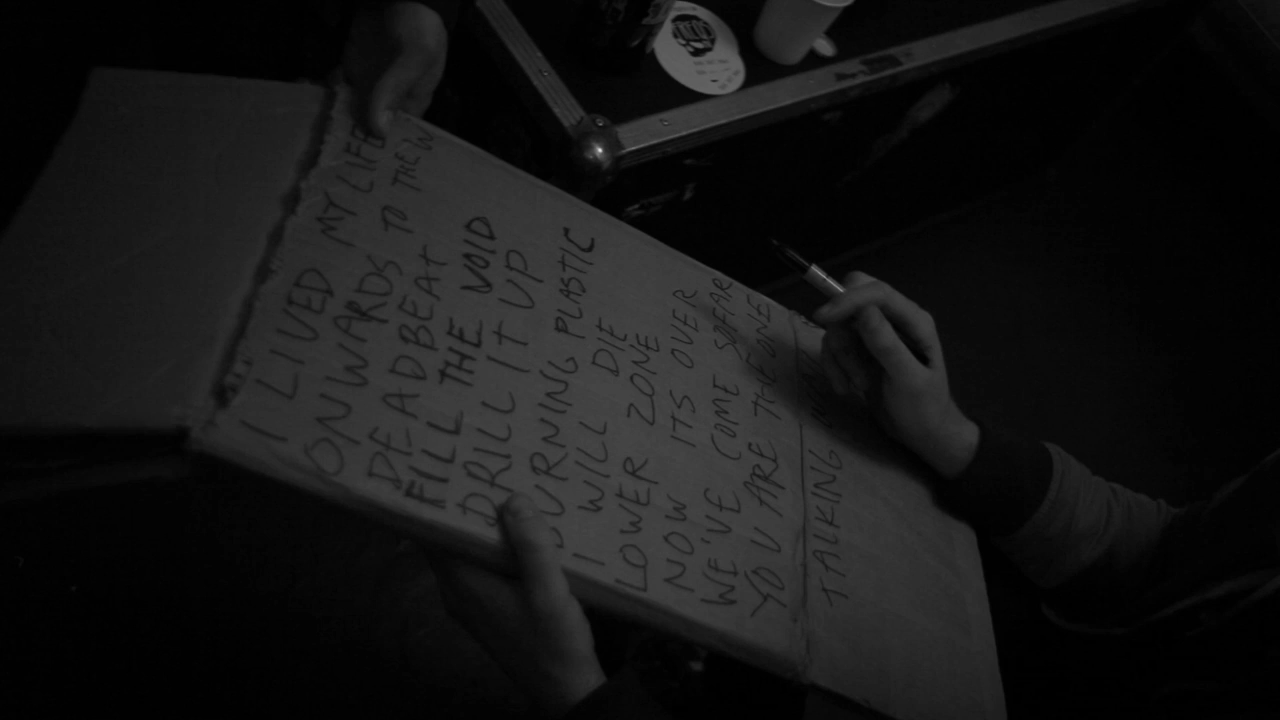 I LIVED MY LIFE
ONWARDS TO THE W
DEADBEAT
FILL THE VOID
DRILL IT UP
BURNING PLASTIC
I WILL DIE
LOWER ZONE
NOW ITS OVER
WE'VE COME SO FAR
YOU ARE THE ONE
TALKING